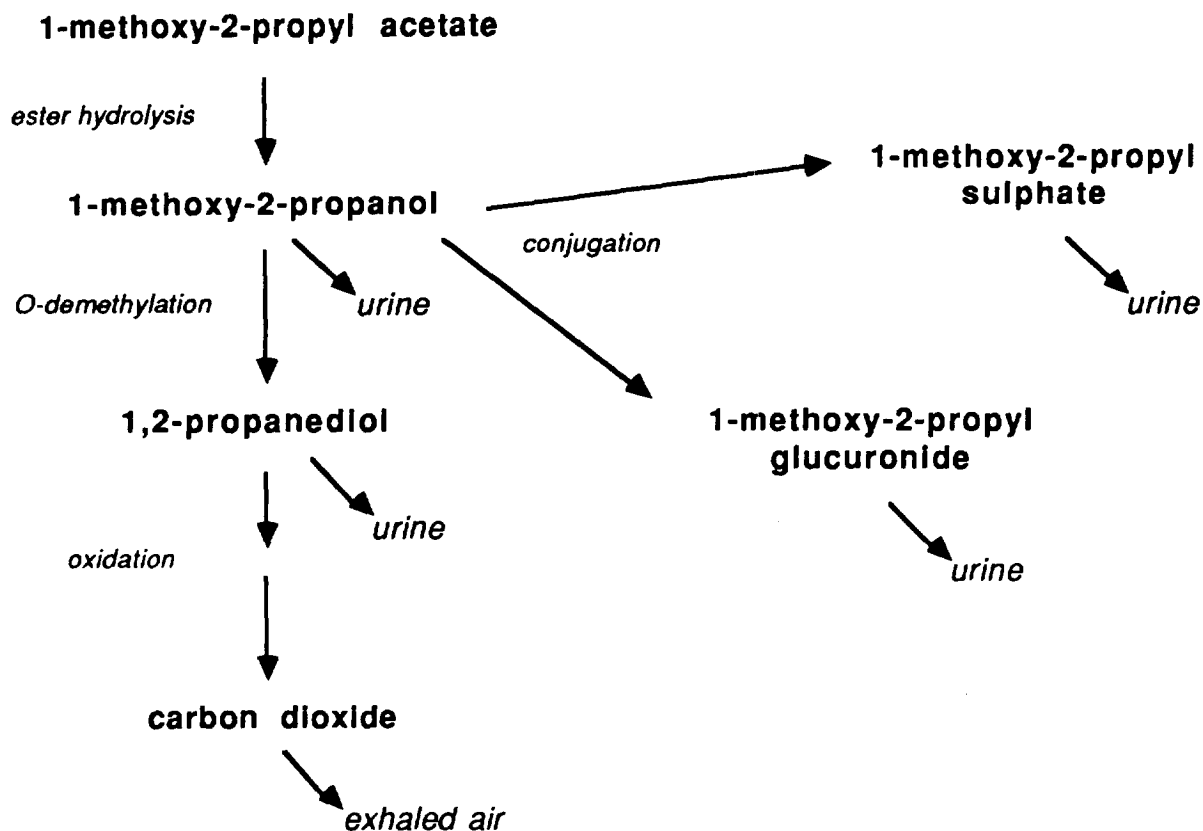 1-methoxy-2-propyl acetate
ester hydrolysis
1-methoxy-2-propanol
1-methoxy-2-propyl
sulphate
conjugation
O-demethylation
urine
urine
1,2-propanediol
1-methoxy-2-propyl
glucuronide
urine
oxidation
urine
carbon dioxide
exhaled air